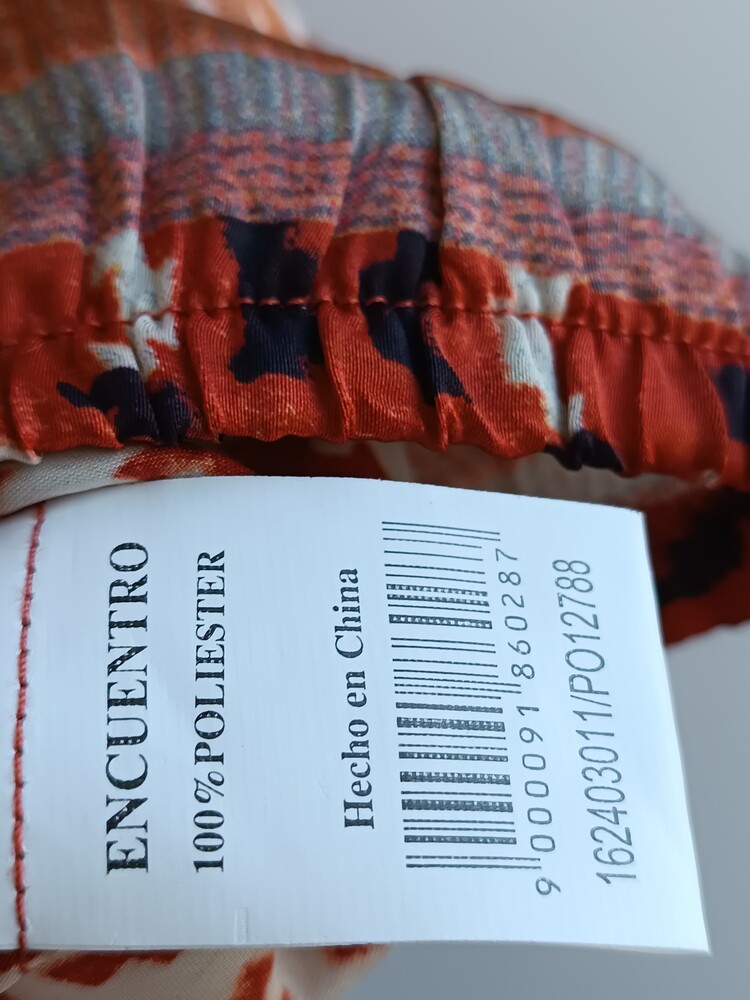 ENCUENTRO
100%POLIESTER
Hecho en China
9 000091 860287
162403011/PO12788